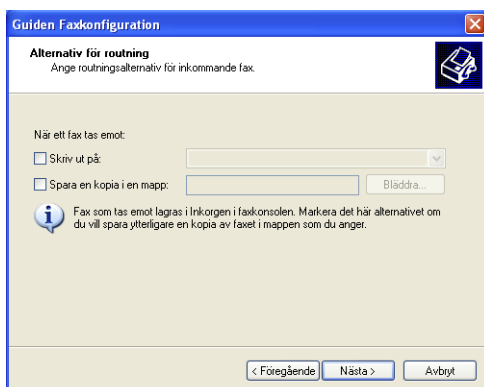 Guiden Faxkonfiguration
Alternativ för routning
Ange routningsalternativ för inkommande fax.
När ett fax tas emot:
Skriv ut på:
Spara en kopia i en mapp:
Bläddra...
Fax som tas emot lagras i Inkorgen i faxkonsolen. Markera det här alternativet om
du vill spara ytterligare en kopia av faxet i mappen som du anger.
< Föregående
Nästa >
Avbryt